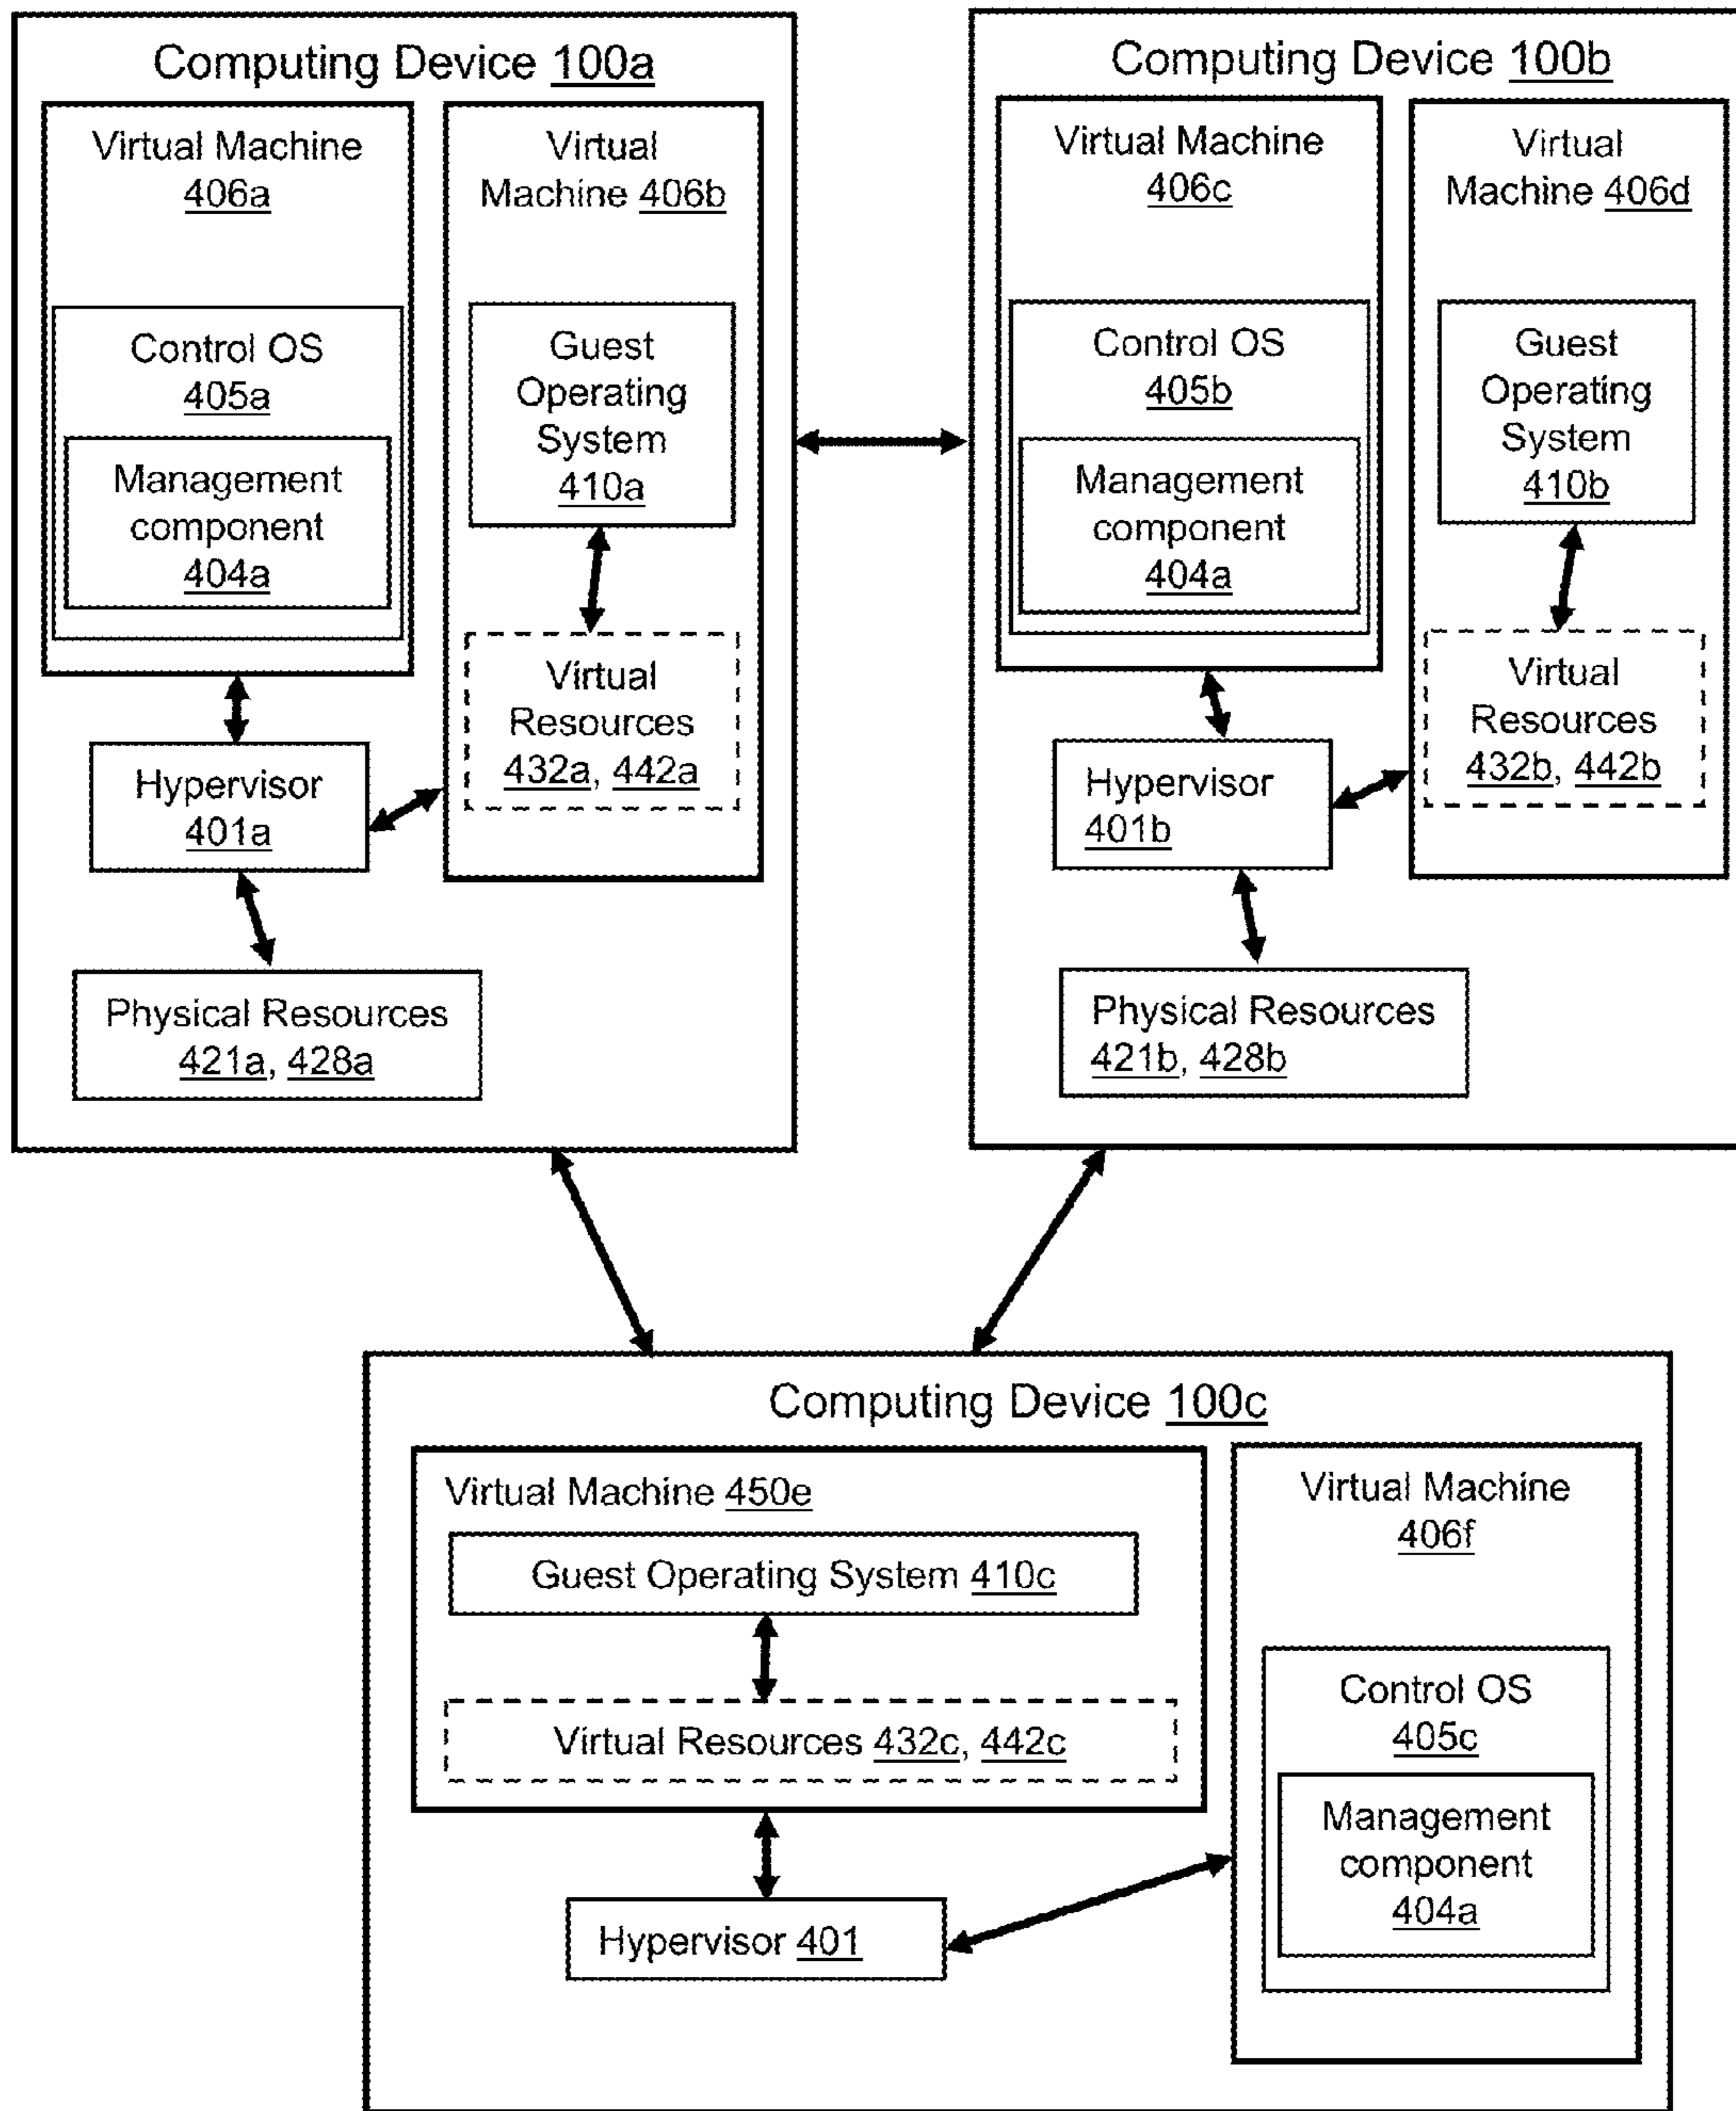 Computing Device 100a
Virtual Machine
406a
Control OS
405a
Management
component
404a
Virtual
Machine 406b
Guest
Operating
System
410a
Virtual
Resources
432a, 442a
Hypervisor
401a
Physical Resources
421a, 428a
Computing Device 100b
Virtual Machine
406c
Control OS
405b
Management
component
404a
Virtual
Machine 406d
Guest
Operating
System
410b
Virtual
Resources
432b, 442b
Hypervisor
401b
Physical Resources
421b, 428b
Computing Device 100c
Virtual Machine 450e
Guest Operating System 410c
Virtual Resources 432c, 442c
Hypervisor 401
Virtual Machine
406f
Control OS
405c
Management
component
404a